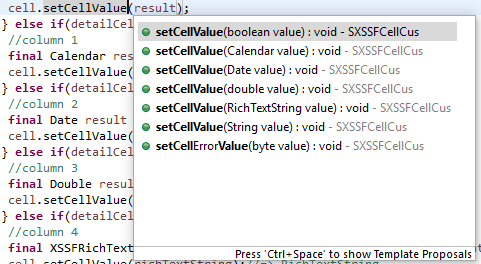 cell.setCellValue(result);
} else if(detailCel
//column 1
final Calendar res
cell.setCellValue(
} else if(detailCel
//column 2
final Date result
cell.setCellValue(
} else if(detailCel
//column 3
final Double resul
cell.setCellValue(
} else if(detailCel
//column 4
final XSSFRichText
setCellValue(boolean value) : void - SXSSFCellCus
setCellValue(Calendar value) : void - SXSSFCellCus
setCellValue(Date value) : void - SXSSFCellCus
setCellValue(double value) : void - SXSSFCellCus
setCellValue(RichTextString value) : void - SXSSFCellCus
setCellValue(String value) : void - SXSSFCellCus
setCellErrorValue(byte value) : void - SXSSFCellCus
Press 'Ctrl+Space' to show Template Proposals